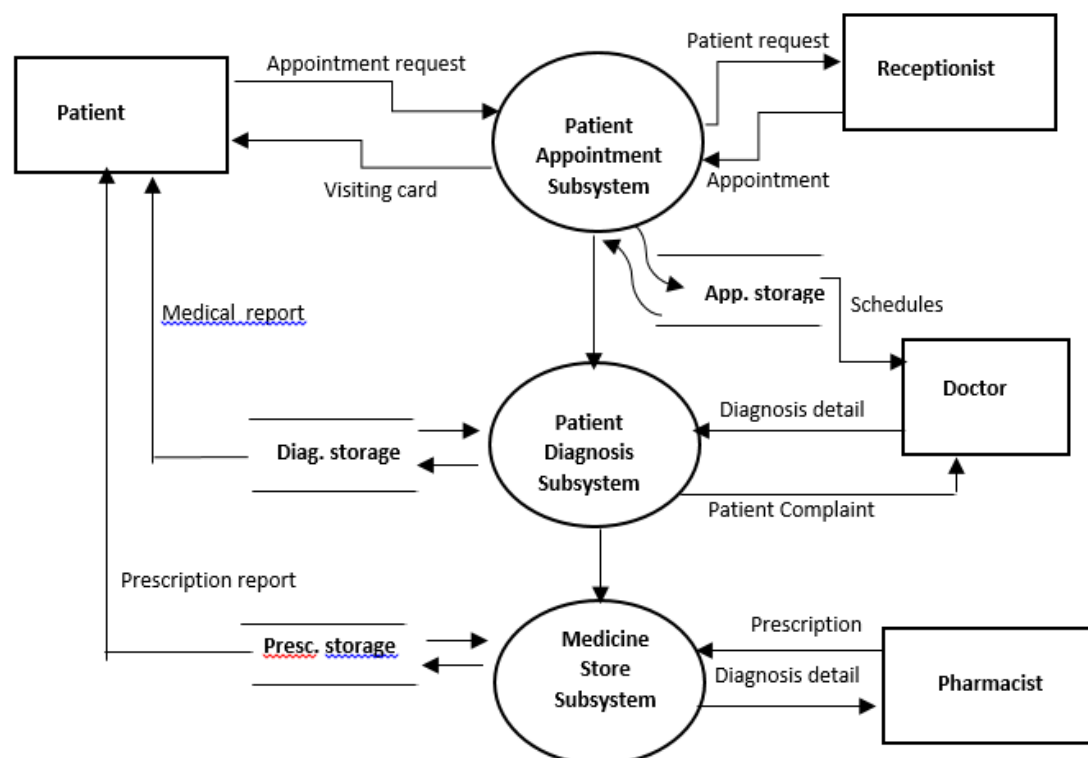 Patient request
Receptionist
Appointment request
Patient
Patient
Appointment
Subsystem
Visiting card
Appointment
App. storage
Schedules
Medical report
Doctor
Diagnosis detail
Patient
Diagnosis
Subsystem
Diag. storage
Patient Complaint
Prescription report
Presc. storage
Medicine
Store
Subsystem
Prescription
Diagnosis detail
Pharmacist